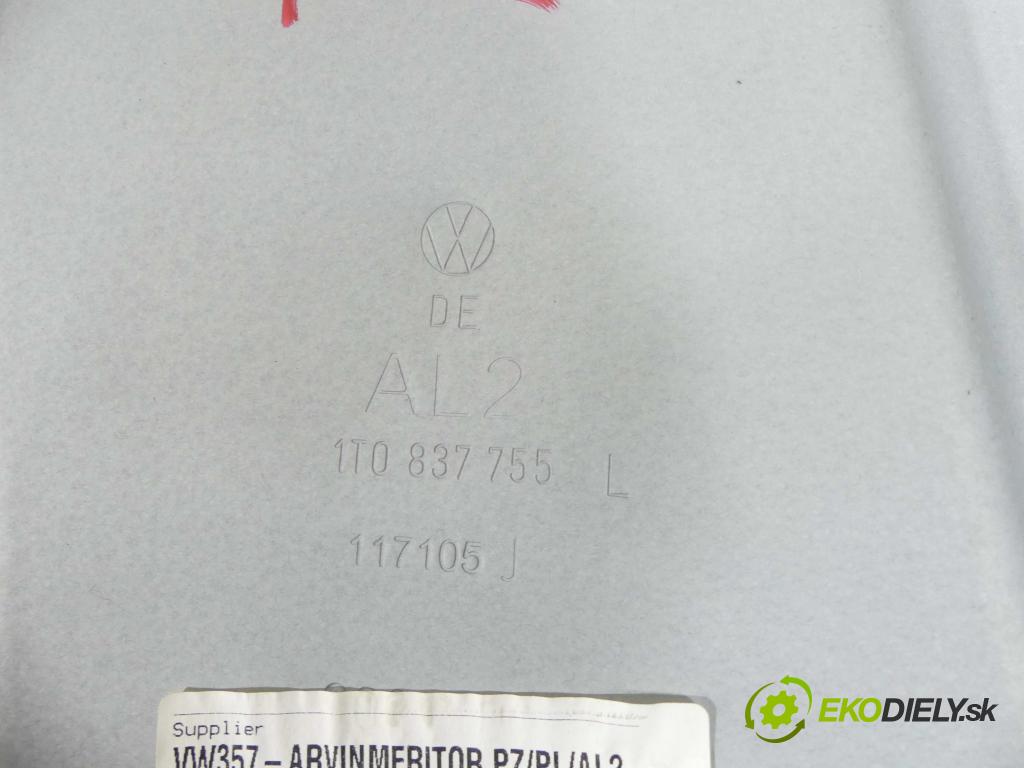 DE
AL2
1T0 837 755 L
117105 J
Supplier
VW357-ARVINMERITOR PZ/PL/AL2
EKODIELY.sk